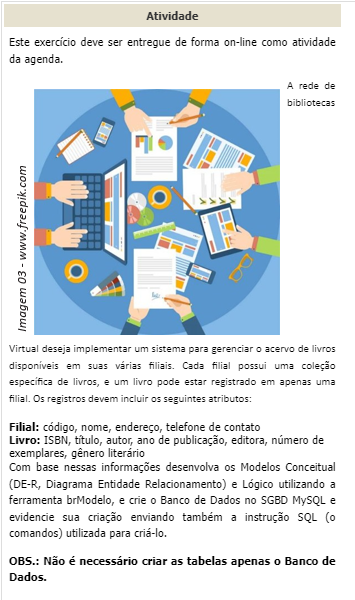 Atividade
Este exercício deve ser entregue de forma on-line como atividade
da agenda.
A rede de
bibliotecas
Imagem 03 - www.freepik.com
Virtual deseja implementar um sistema para gerenciar o acervo de livros
disponíveis em suas várias filiais. Cada filial possui uma coleção
específica de livros, e um livro pode estar registrado em apenas uma
filial. Os registros devem incluir os seguintes atributos:
Filial: código, nome, endereço, telefone de contato
Livro: ISBN, título, autor, ano de publicação, editora, número de
exemplares, gênero literário
Com base nessas informações desenvolva os Modelos Conceitual
(DE-R, Diagrama Entidade Relacionamento) e Lógico utilizando a
ferramenta brModelo, e crie o Banco de Dados no SGBD MySQL e
evidencie sua criação enviando também a instrução SQL (o
comandos) utilizada para criá-lo.
OBS.: Não é necessário criar as tabelas apenas o Banco de
Dados.